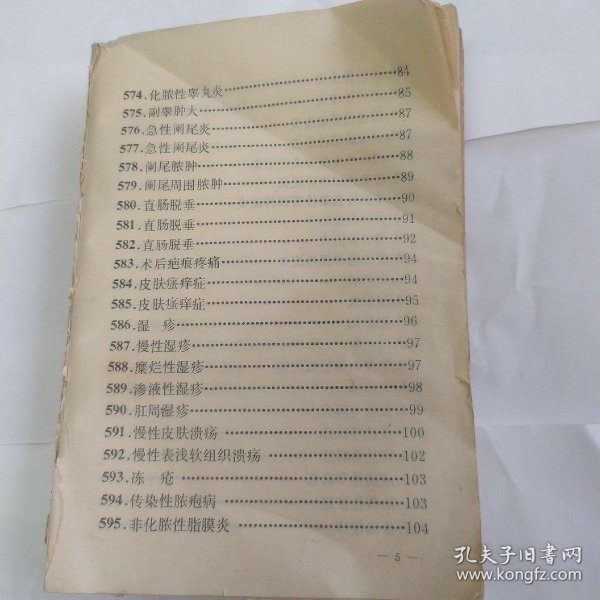 574.化脓性睾丸炎……84
575.副睾肿大……85
576.急性阑尾炎……87
577.急性阑尾炎……87
578.阑尾脓肿……88
579.阑尾周围脓肿……89
580.直肠脱垂……90
581.直肠脱垂……91
582.直肠脱垂……92
583.术后疤痕疼痛……94
584.皮肤瘙痒症……94
585.皮肤瘙痒症……95
586.湿 疹……96
587.慢性湿疹……97
588.糜烂性湿疹……97
589.渗液性湿疹……98
590.肛周湿疹……99
591.慢性皮肤溃疡……100
592.慢性表浅软组织溃疡……102
593.冻 疮……103
594.传染性脓疱病……103
595.非化脓性脂膜炎……104
— 5 —
孔夫子旧书网
www.kongfz.com